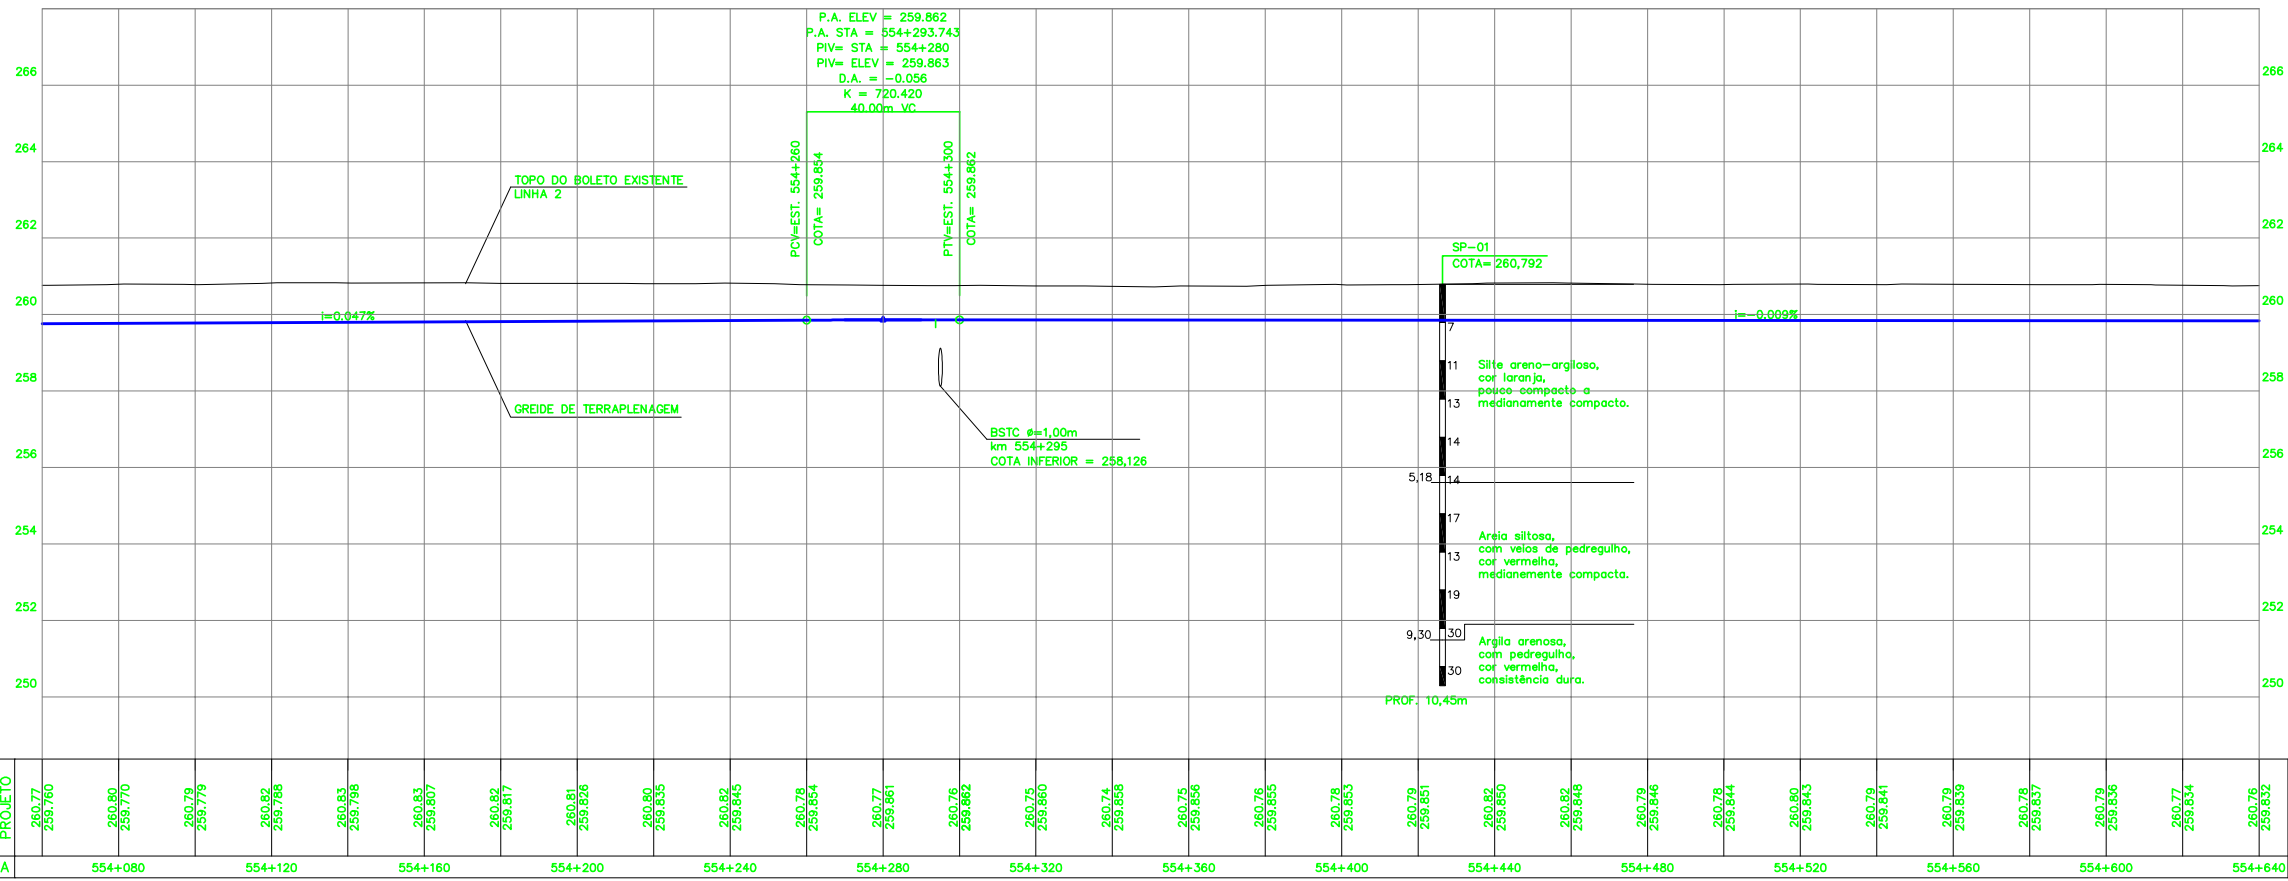 P.A. ELEV = 259.862
P.A. STA = 554+293.743
PIV= STA = 554+280
PIV= ELEV = 259.863
D.A. = -0.056
K = 720.420
40.00m VC
PCV=EST. 554+260
COTA= 259.854
PTV=EST. 554+300
COTA= 259.862
266
264
262
260
258
256
254
252
250
266
264
262
260
258
256
254
252
250
TOPO DO BOLETO EXISTENTE
LINHA 2
i=0.047%
GREIDE DE TERRAPLENAGEM
BSTC ø=1,00m
km 554+295
COTA INFERIOR = 258,126
SP-01
COTA= 260,792
i=-0.009%
7
11
13
14
14
17
13
19
30
30
5,18
9,30
Silte areno-argiloso,
cor laranja,
pouco compacto a
medianamente compacto.
Areia siltosa,
com veios de pedregulho,
cor vermelha,
medianemente compacta.
Argila arenosa,
com pedregulho,
cor vermelha,
consistência dura.
PROF. 10,45m
PROJETO
260.77
259.760
260.80
259.770
260.79
259.779
260.82
259.788
260.83
259.798
260.83
259.807
260.82
259.817
260.81
259.826
260.80
259.835
260.82
259.845
260.78
259.854
260.77
259.861
260.76
259.862
260.75
259.860
260.74
259.858
260.75
259.856
260.76
259.855
260.78
259.853
260.79
259.851
260.82
259.850
260.82
259.848
260.79
259.846
260.78
259.844
260.80
259.843
260.79
259.841
260.79
259.839
260.78
259.837
260.79
259.836
260.77
259.834
260.76
259.832
A
554+080
554+120
554+160
554+200
554+240
554+280
554+320
554+360
554+400
554+440
554+480
554+520
554+560
554+600
554+640